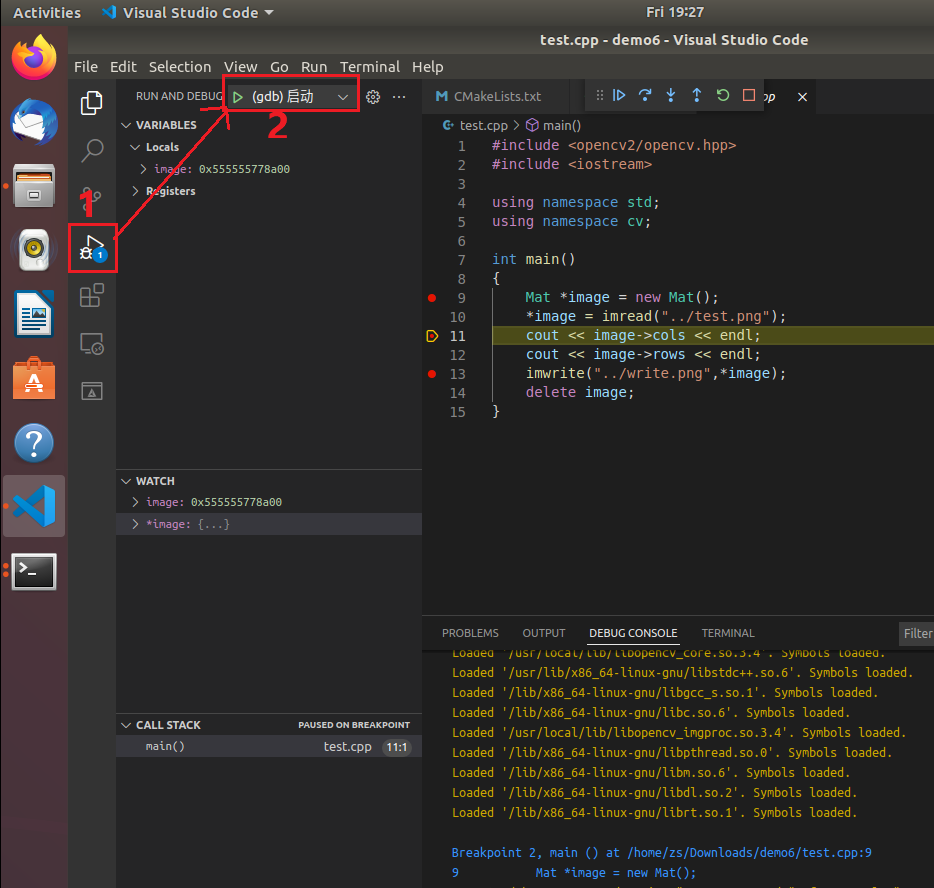 Activities Visual Studio Code Fri 19:27
test.cpp - demo6 - Visual Studio Code
File Edit Selection View Go Run Terminal Help
RUN AND DEBUG (gdb) 启动
2
VARIABLES
Locals
image: 0x555555778a00
Registers
1
1
WATCH
image: 0x555555778a00
*image: {...}
CALL STACK PAUSED ON BREAKPOINT
main() test.cpp 11:1
CMakeLists.txt
test.cpp > main()
1 #include <opencv2/opencv.hpp>
2 #include <iostream>
3
4 using namespace std;
5 using namespace cv;
6
7 int main()
8 {
9 Mat *image = new Mat();
10 *image = imread("../test.png");
11 cout << image->cols << endl;
12 cout << image->rows << endl;
13 imwrite("../write.png",*image);
14 delete image;
15 }
PROBLEMS OUTPUT DEBUG CONSOLE TERMINAL Filter
Loaded '/usr/local/lib/libopencv_core.so.3.4'. Symbols loaded.
Loaded '/usr/lib/x86_64-linux-gnu/libstdc++.so.6'. Symbols loaded.
Loaded '/lib/x86_64-linux-gnu/libgcc_s.so.1'. Symbols loaded.
Loaded '/lib/x86_64-linux-gnu/libc.so.6'. Symbols loaded.
Loaded '/usr/local/lib/libopencv_imgproc.so.3.4'. Symbols loaded.
Loaded '/lib/x86_64-linux-gnu/libpthread.so.0'. Symbols loaded.
Loaded '/lib/x86_64-linux-gnu/libm.so.6'. Symbols loaded.
Loaded '/lib/x86_64-linux-gnu/libdl.so.2'. Symbols loaded.
Loaded '/lib/x86_64-linux-gnu/librt.so.1'. Symbols loaded.
Breakpoint 2, main () at /home/zs/Downloads/demo6/test.cpp:9
9 Mat *image = new Mat();